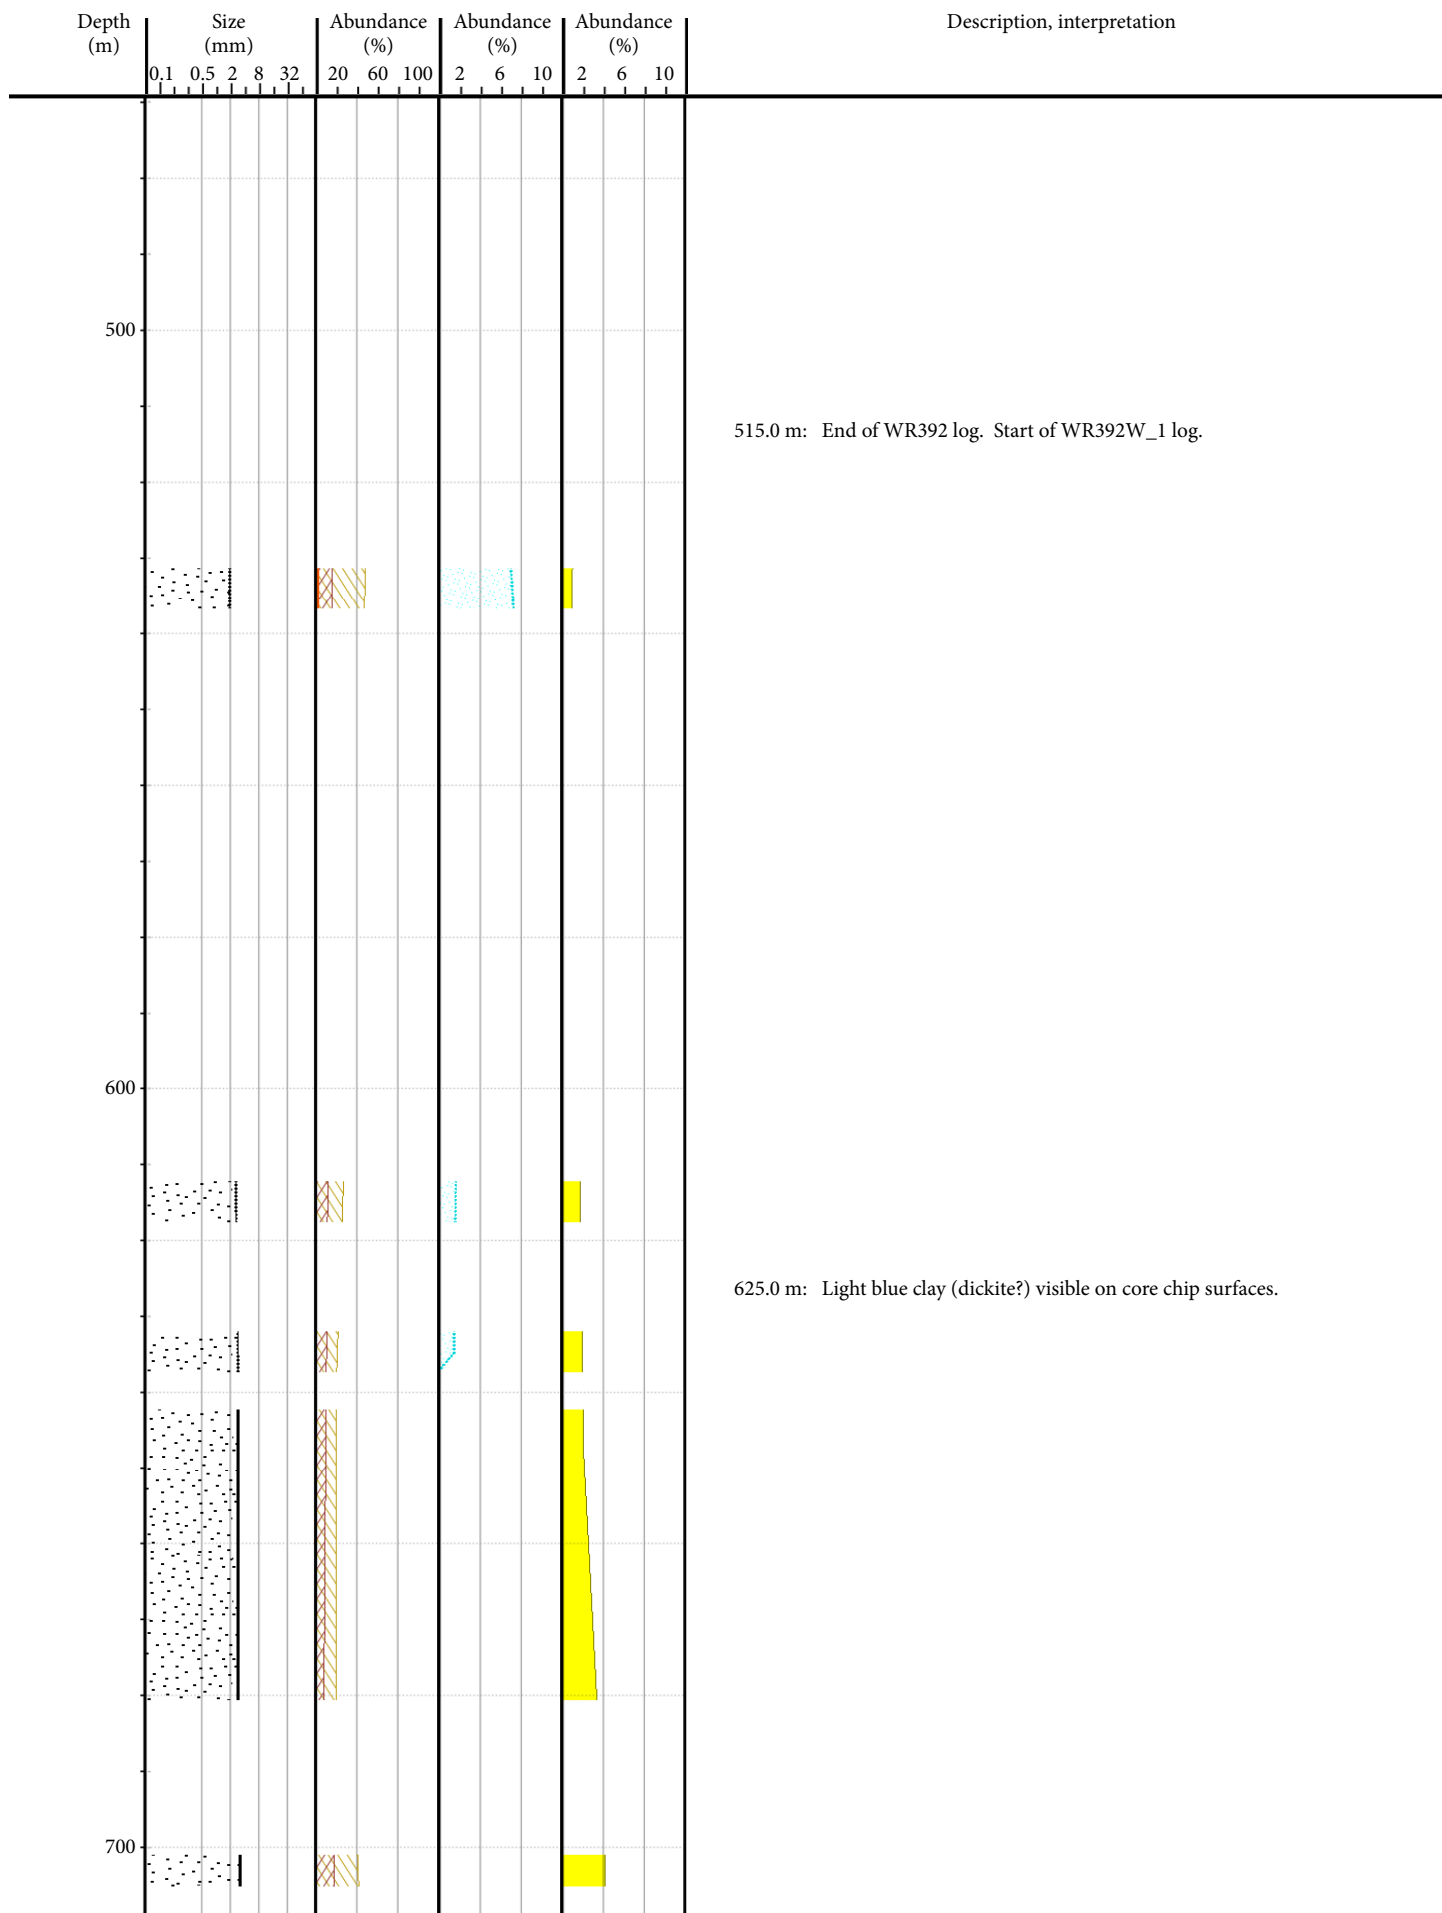 Depth Size Abundance Abundance Abundance Description, interpretation
(m) (mm) (%) (%) (%)
0.1 0.5 2 8 32 20 60 100 2 6 10 2 6 10
500
515.0 m: End of WR392 log. Start of WR392W_1 log.
600
625.0 m: Light blue clay (dickite?) visible on core chip surfaces.
700